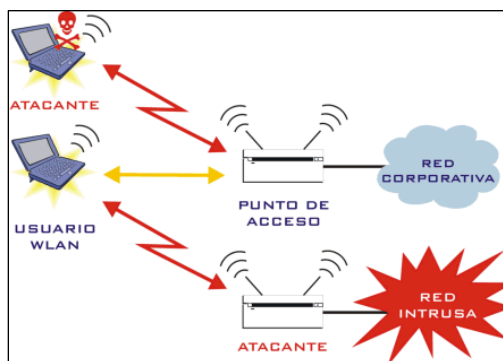 ATACANTE
USUARIO
WLAN
PUNTO DE
ACCESO
RED
CORPORATIVA
ATACANTE
RED
INTRUSA